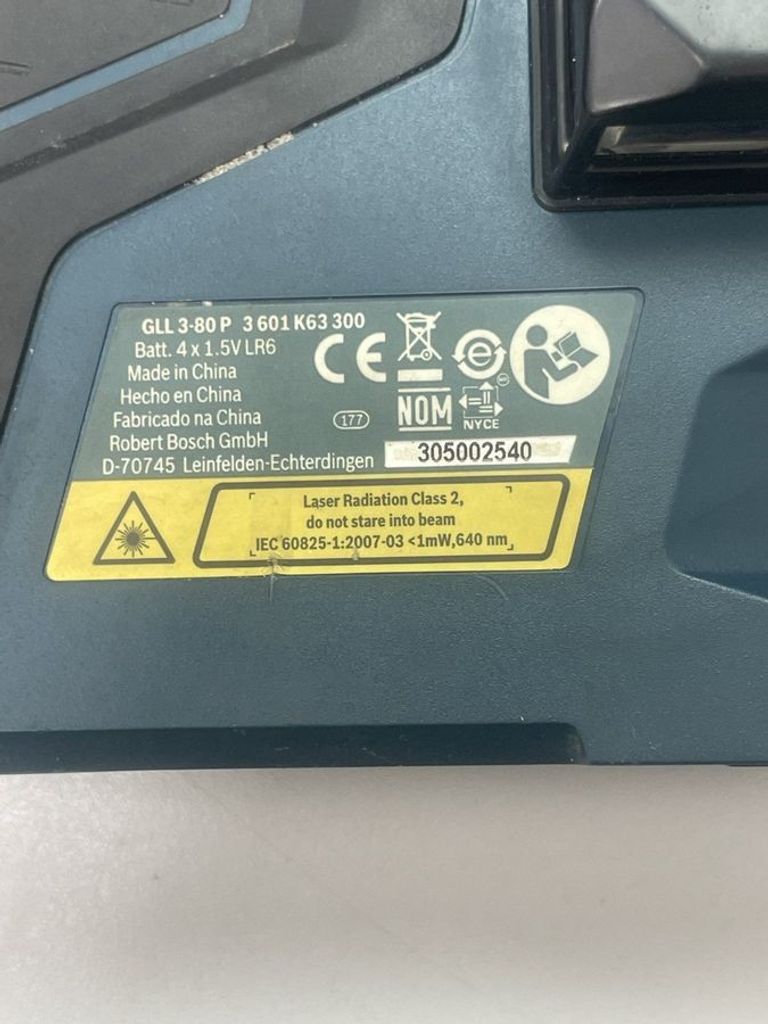 GLL 3-80 P 3 601 K63 300
Batt. 4 x 1.5V LR6
Made in China
Hecho en China
Fabricado na China
Robert Bosch GmbH
D-70745 Leinfelden-Echterdingen
177
CE
e
NOM
NYCE
305002540
Laser Radiation Class 2,
do not stare into beam
IEC 60825-1:2007-03 <1mW,640 nm